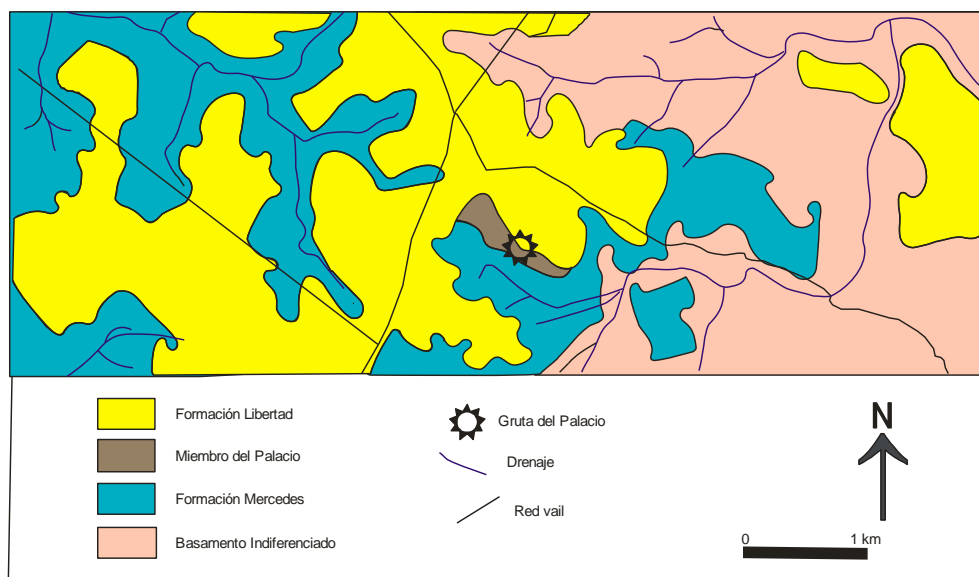 Formación Libertad
Miembro del Palacio
Formación Mercedes
Basamento Indiferenciado
Gruta del Palacio
Drenaje
Red vail
N
0 1 km